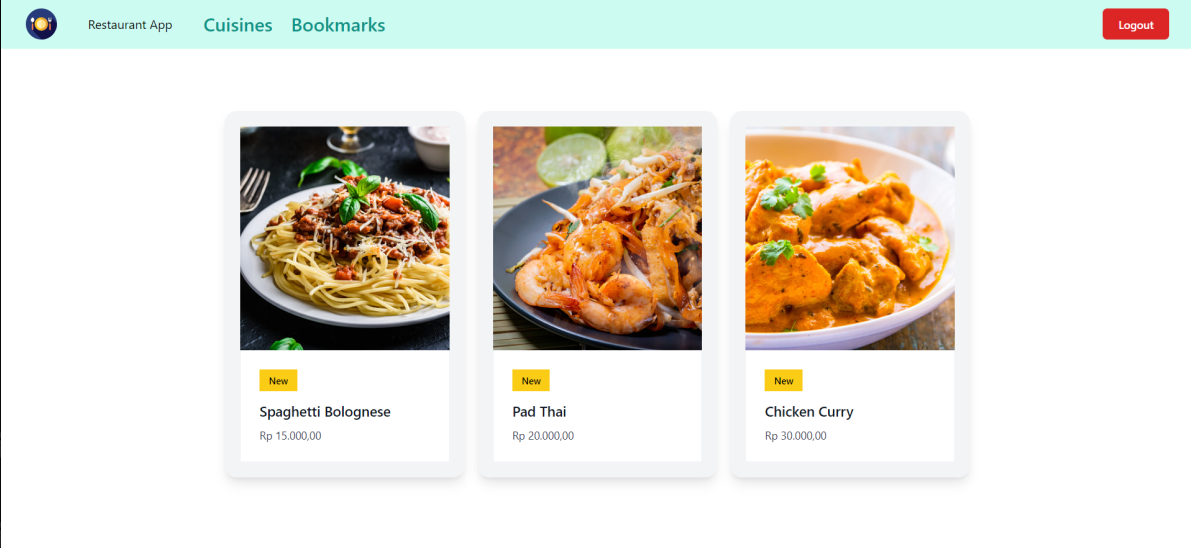 Restaurant App Cuisines Bookmarks Logout
New New New
Spaghetti Bolognese Pad Thai Chicken Curry
Rp 15.000,00 Rp 20.000,00 Rp 30.000,00